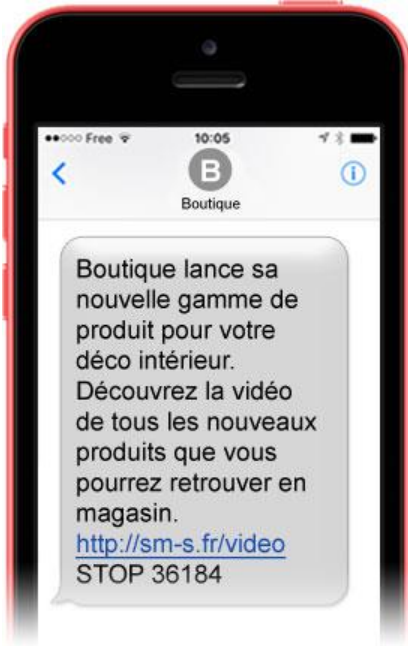 Free
10:05
B
Boutique
Boutique lance sa
nouvelle gamme de
produit pour votre
déco intérieur.
Découvrez la vidéo
de tous les nouveaux
produits que vous
pourrez retrouver en
magasin.
http://sm-s.fr/video
STOP 36184